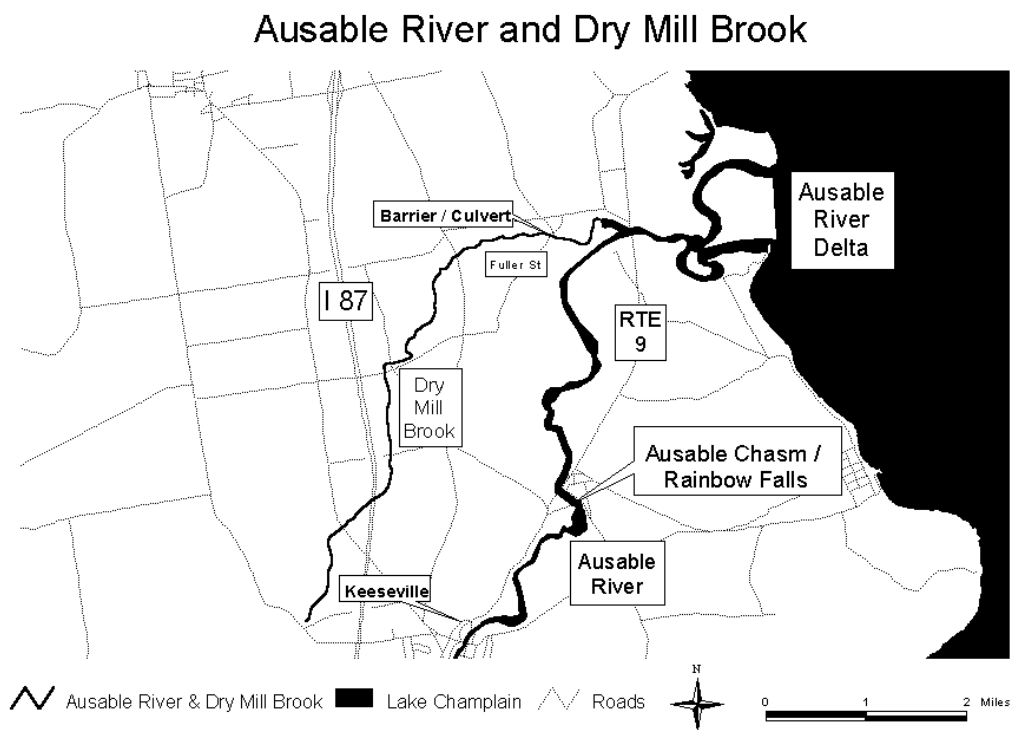 Ausable River and Dry Mill Brook
Barrier / Culvert
Ausable
River
Delta
Fuller St
I 87
RTE
9
Dry
Mill
Brook
Ausable Chasm /
Rainbow Falls
Ausable
River
Keeseville
Ausable River & Dry Mill Brook
Lake Champlain
Roads
N
0 1 2 Miles